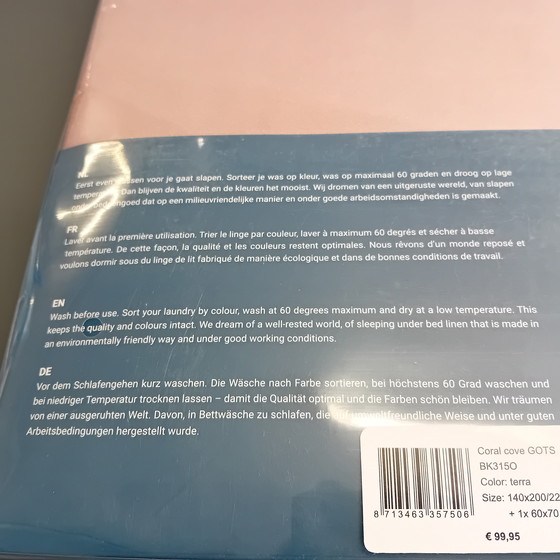 NL
Eerst even wassen voor je gaat slapen. Sorteer je was op kleur, was op maximaal 60 graden en droog op lage
Dan blijven de kwaliteit en de kleuren het mooist. Wij dromen van een uitgeruste wereld, van slapen
dat op een milieuvriendelijke manier en onder goede arbeidsomstandigheden is gemaakt.
FR
Laver avant la première utilisation. Trier le linge par couleur, laver à maximum 60 degrés et sécher à basse
température. De cette façon, la qualité et les couleurs restent optimales. Nous rêvons d'un monde reposé et
voulons dormir sous du linge de lit fabriqué de manière écologique et dans de bonnes conditions de travail.
EN
Wash before use. Sort your laundry by colour, wash at 60 degrees maximum and dry at a low temperature. This
keeps the quality and colours intact. We dream of a well-rested world, of sleeping under bed linen that is made in
an environmentally friendly way and under good working conditions.
DE
Vor dem Schlafengehen kurz waschen. Die Wäsche nach Farbe sortieren, bei höchstens 60 Grad waschen und
bei niedriger Temperatur trocknen lassen – damit die Qualität optimal und die Farben schön bleiben. Wir träumen
von einer ausgeruhten Welt. Davon, in Bettwäsche zu schlafen, die auf umweltfreundliche Weise und unter guten
Arbeitsbedingungen hergestellt wurde.
Coral cove GOTS
BK315O
Color: terra
Size: 140x200/22
+ 1x 60x70
8 713463 357506
€ 99,95